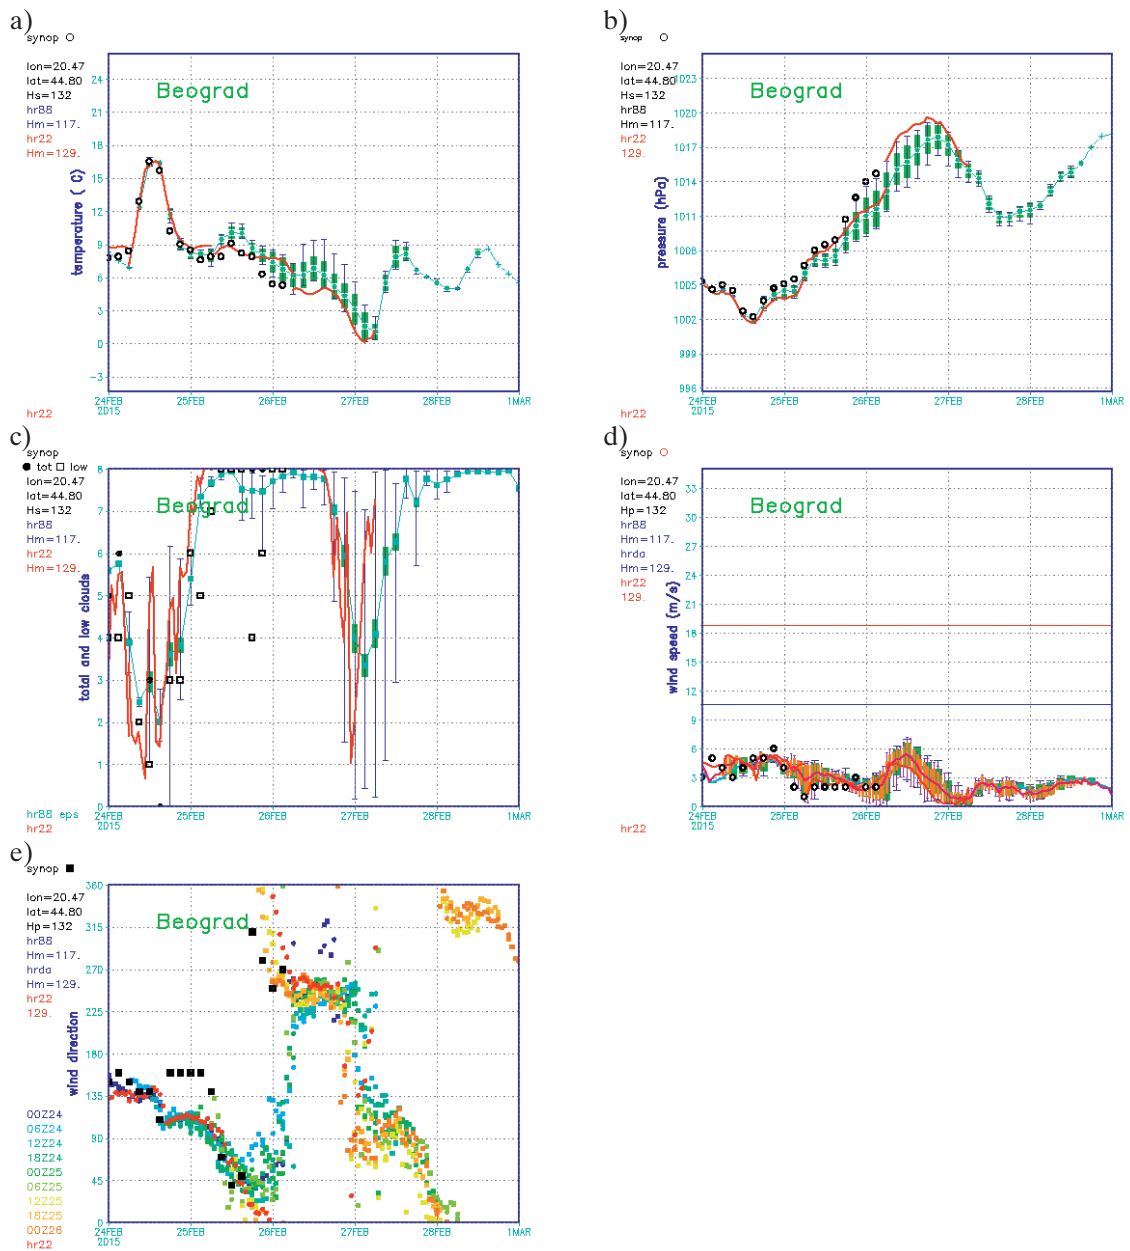 a)
synop
lon=20.47
lat=44.80
Hs=132
hr88
Hm=117.
hr22
Hm=129.
Beograd
temperature ( C)
24
21
18
15
12
9
6
3
0
−3
24FEB
2015
25FEB
26FEB
27FEB
28FEB
1MAR
hr22
b)
synop
lon=20.47
lat=44.80
Hs=132
hr88
Hm=117.
hr22
129.
Beograd
pressure (hPa)
1023
1020
1017
1014
1011
1008
1005
1002
999
996
24FEB
2015
25FEB
26FEB
27FEB
28FEB
1MAR
hr22
c)
synop
tot low
lon=20.47
lat=44.80
Hs=132
hr88
Hm=117.
hr22
Hm=129.
Beograd
total and low clouds
8
7
6
5
4
3
2
1
0
24FEB
2015
25FEB
26FEB
27FEB
28FEB
1MAR
hr88 eps
hr22
d)
synop
lon=20.47
lat=44.80
Hp=132
hr88
Hm=117.
hrda
Hm=129.
hr22
129.
Beograd
wind speed (m/s)
33
30
27
24
21
18
15
12
9
6
3
0
24FEB
2015
25FEB
26FEB
27FEB
28FEB
1MAR
hr22
e)
synop
lon=20.47
lat=44.80
Hp=132
hr88
Hm=117.
hrda
Hm=129.
hr22
129.
Beograd
wind direction
360
315
270
225
180
135
90
45
0
00Z24
06Z24
12Z24
18Z24
00Z25
06Z25
12Z25
18Z25
00Z26
hr22
24FEB
2015
25FEB
26FEB
27FEB
28FEB
1MAR